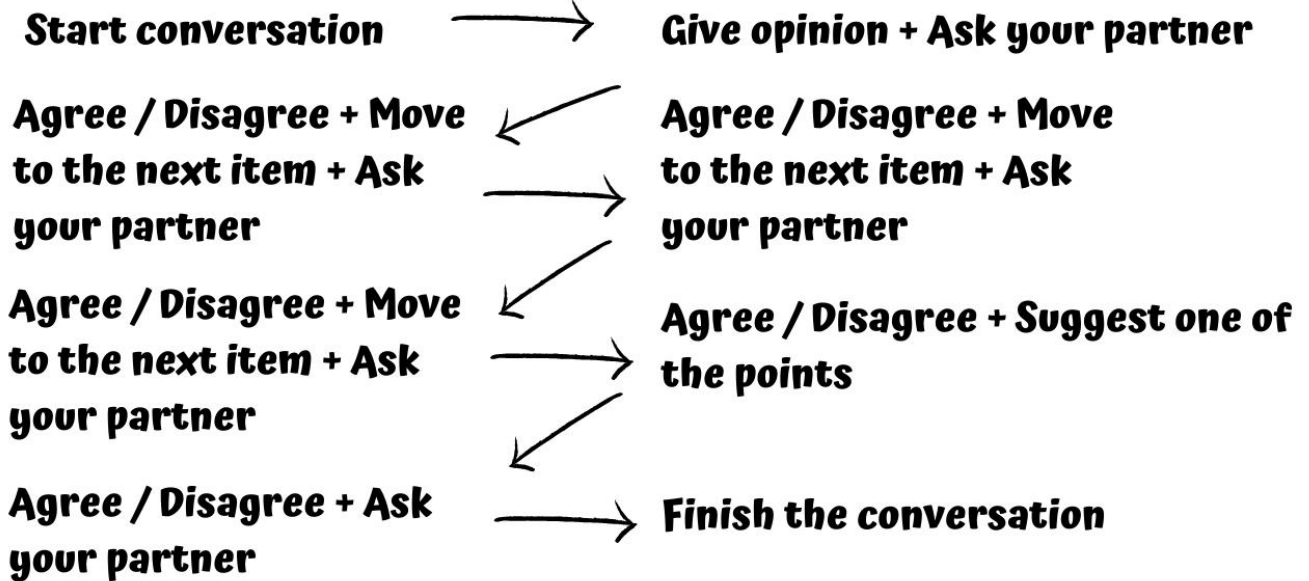 Start conversation
Give opinion + Ask your partner
Agree / Disagree + Move
to the next item + Ask
your partner
Agree / Disagree + Move
to the next item + Ask
your partner
Agree / Disagree + Move
to the next item + Ask
your partner
Agree / Disagree + Suggest one of
the points
Agree / Disagree + Ask
your partner
Finish the conversation